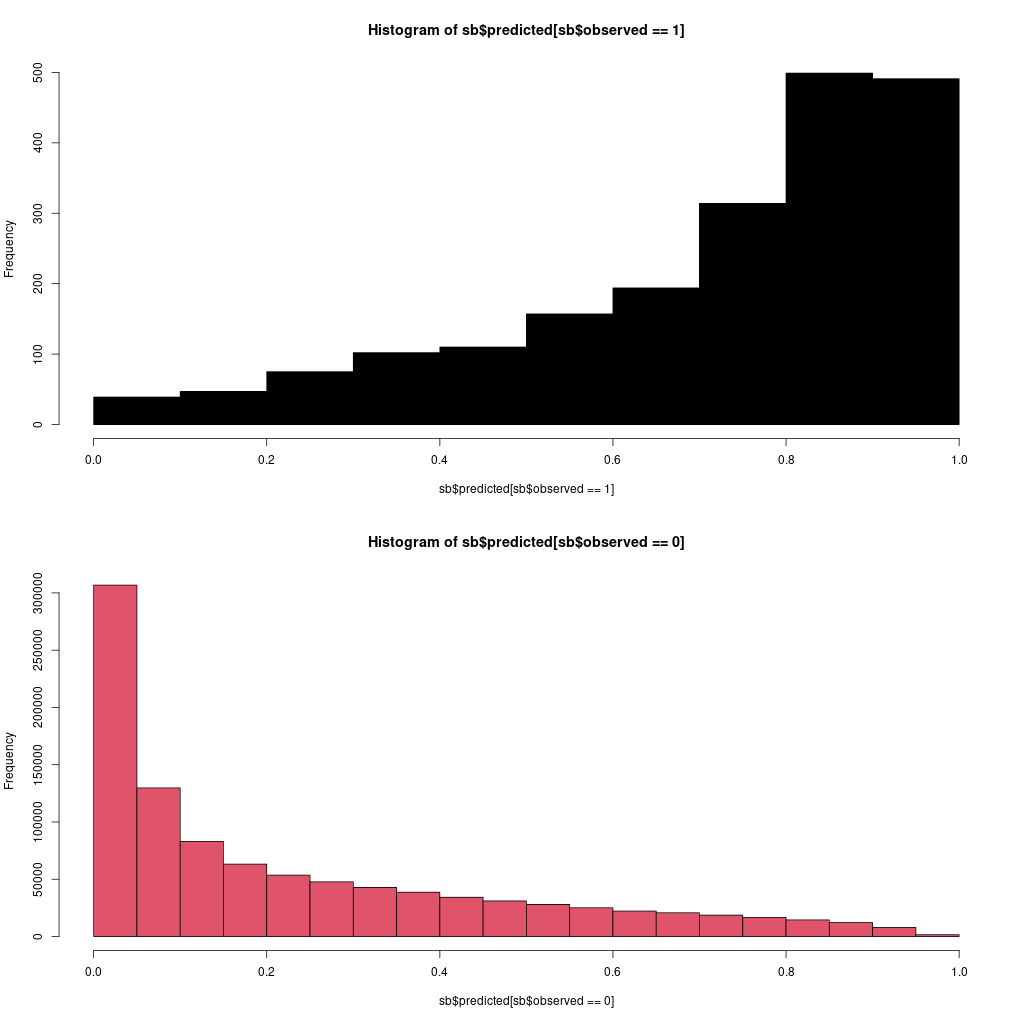 Histogram of sb$predicted[sb$observed == 1]
Frequency
500
400
300
200
100
0
0.0 0.2 0.4 0.6 0.8 1.0
sb$predicted[sb$observed == 1]
Histogram of sb$predicted[sb$observed == 0]
Frequency
300000
250000
200000
150000
100000
50000
0
0.0 0.2 0.4 0.6 0.8 1.0
sb$predicted[sb$observed == 0]